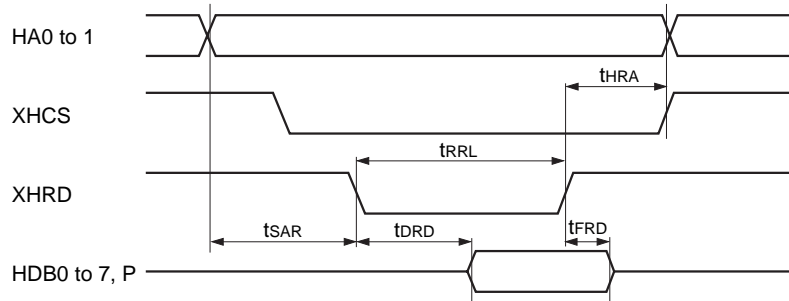 HA0 to 1
tHRA
XHCS
tRRL
XHRD
tSAR
tDRD
tFRD
HDB0 to 7, P